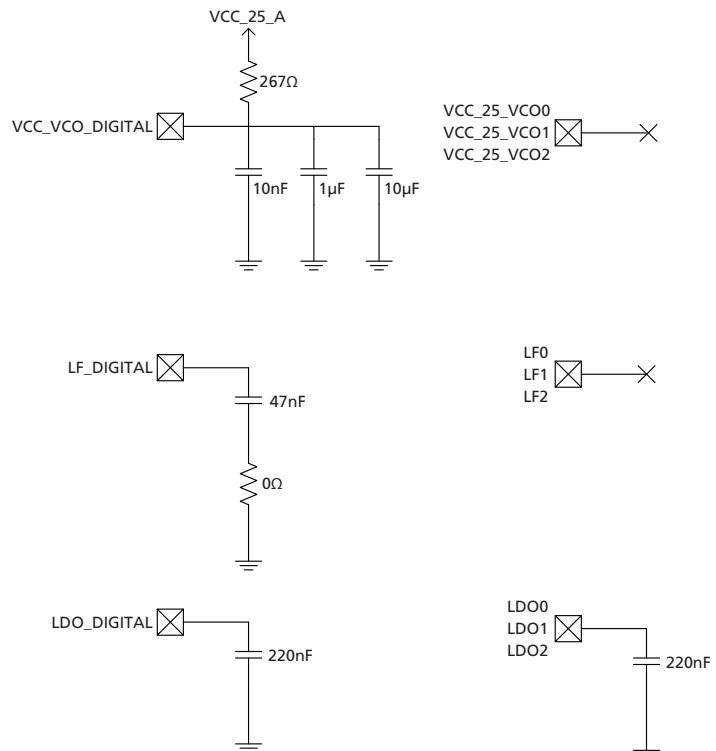 VCC_25_A
267Ω
VCC_VCO_DIGITAL
10nF
1µF
10µF
VCC_25_VCO0
VCC_25_VCO1
VCC_25_VCO2
LF_DIGITAL
47nF
0Ω
LF0
LF1
LF2
LDO_DIGITAL
220nF
LDO0
LDO1
LDO2
220nF